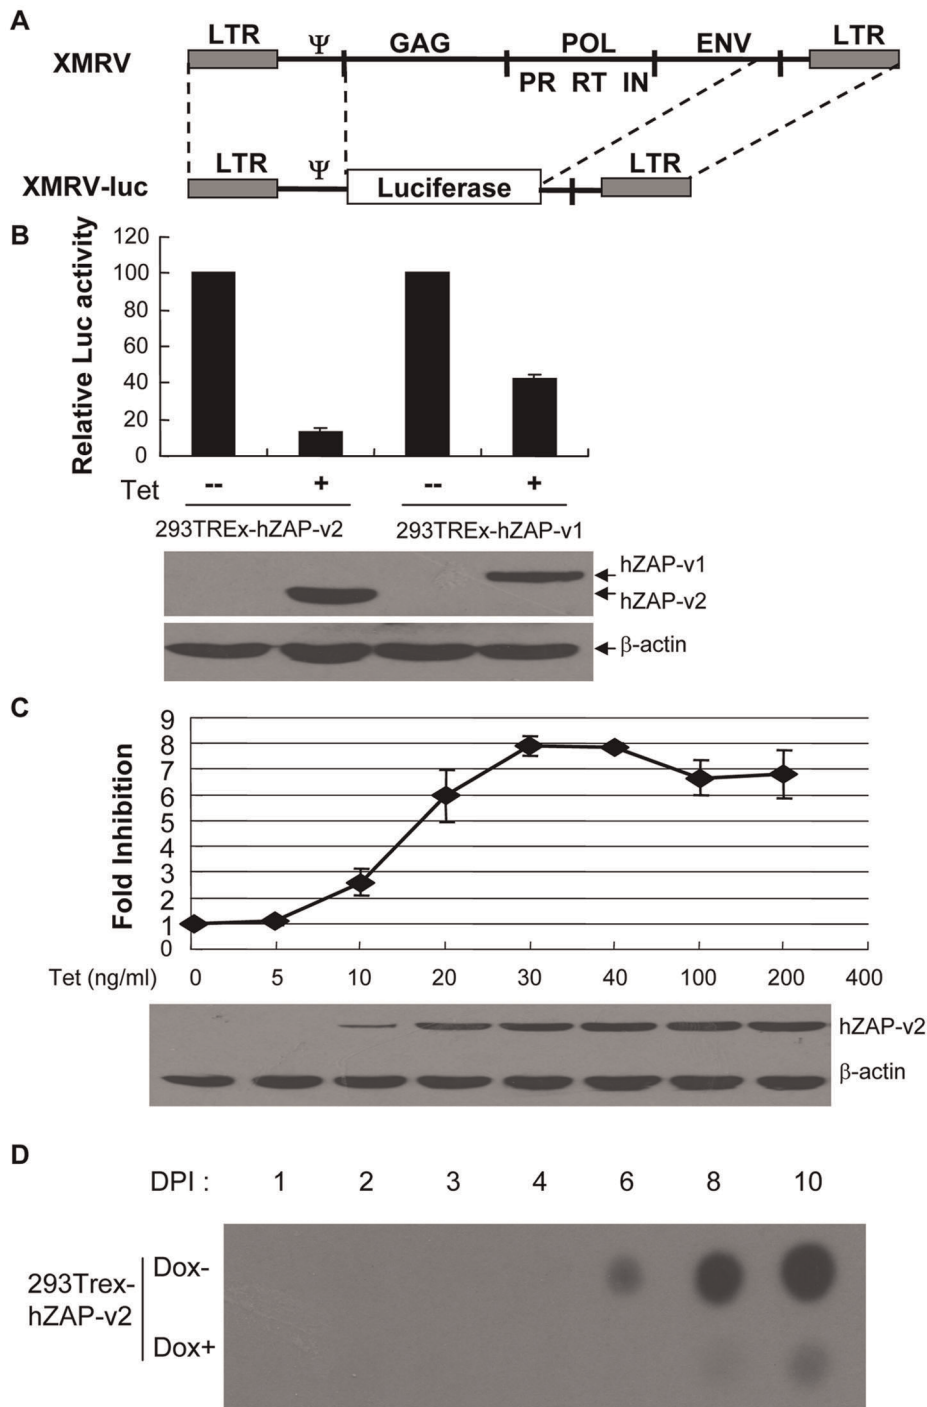 A
LTR Ψ GAG POL ENV LTR
XMRV
PR RT IN
LTR Ψ LTR
XMRV-luc Luciferase
B
Relative Luc activity
120
100
80
60
40
20
0
Tet -- + -- +
293TREx-hZAP-v2 293TREx-hZAP-v1
hZAP-v1
hZAP-v2
β-actin
C
Fold Inhibition
9
8
7
6
5
4
3
2
1
0
Tet (ng/ml) 0 5 10 20 30 40 100 200 400
hZAP-v2
β-actin
D
DPI : 1 2 3 4 6 8 10
293Trex-
hZAP-v2
Dox-
Dox+